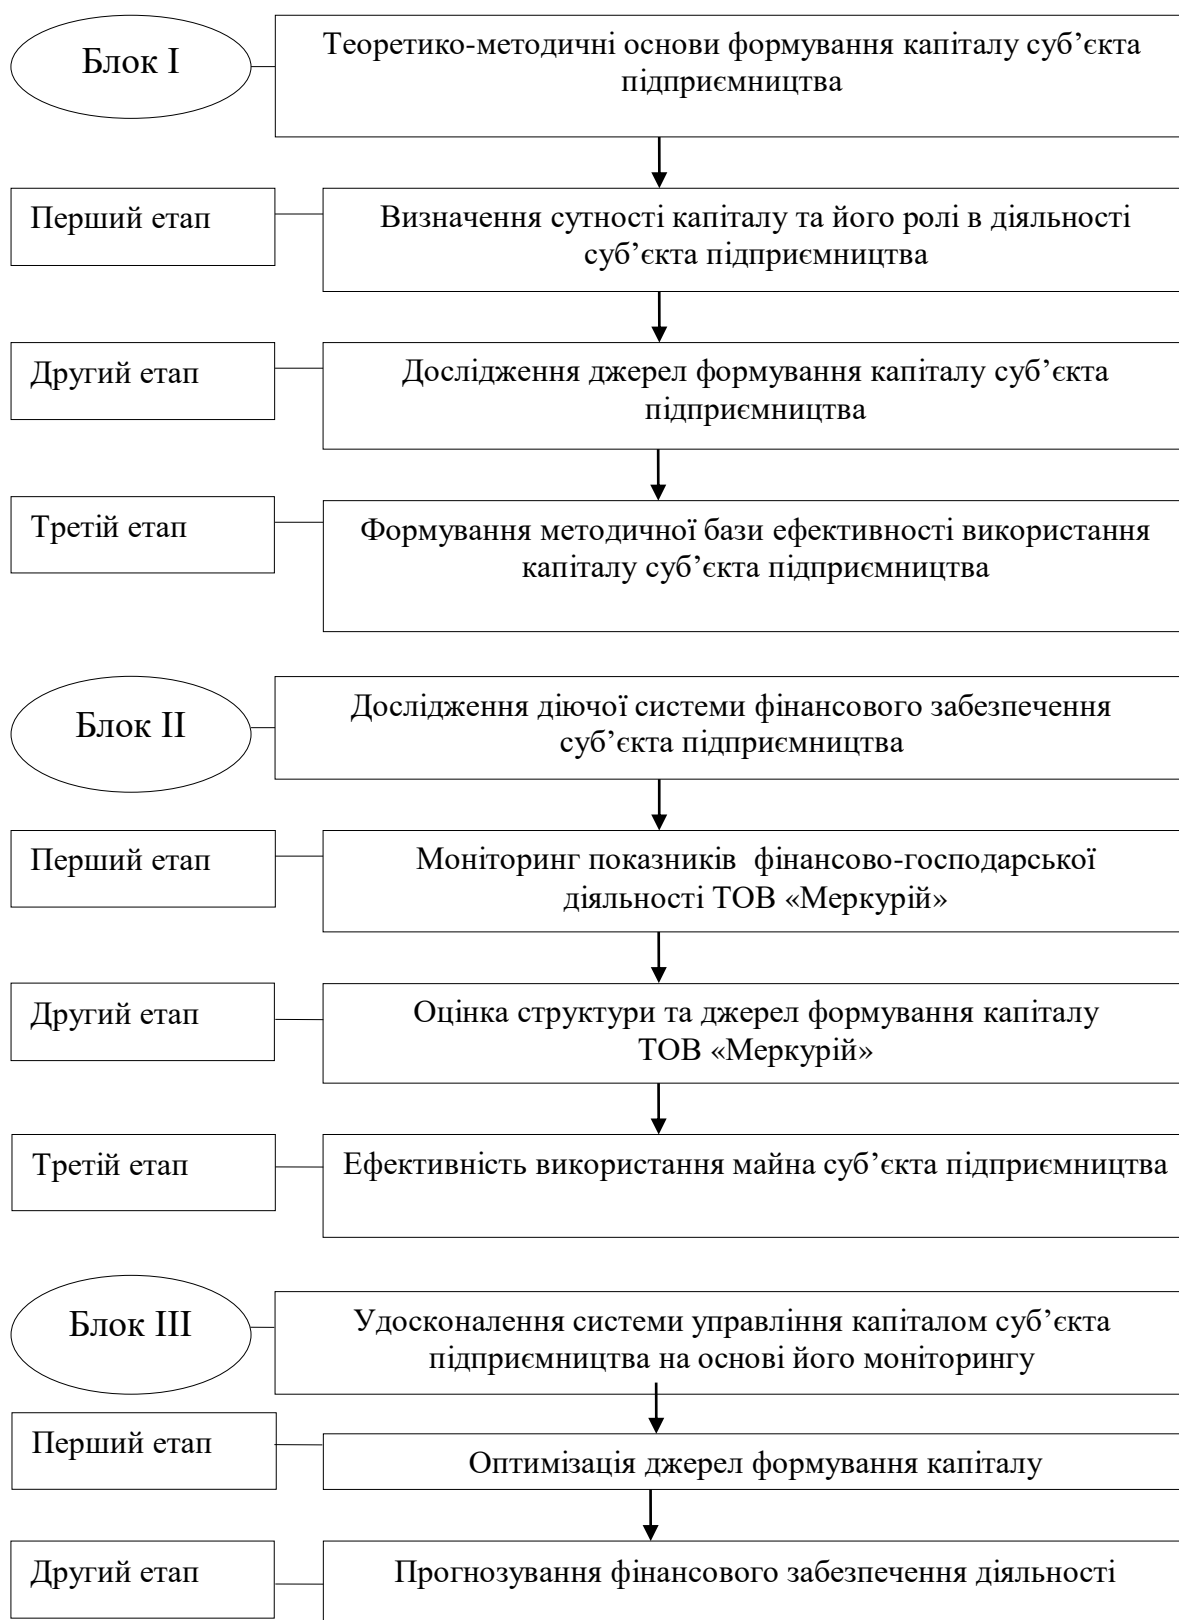 Блок І
Теоретико-методичні основи формування капіталу суб’єкта
підприємництва
Перший етап
Визначення сутності капіталу та його ролі в діяльності
суб’єкта підприємництва
Другий етап
Дослідження джерел формування капіталу суб’єкта
підприємництва
Третій етап
Формування методичної бази ефективності використання
капіталу суб’єкта підприємництва
Блок ІІ
Дослідження діючої системи фінансового забезпечення
суб’єкта підприємництва
Перший етап
Моніторинг показників фінансово-господарської
діяльності ТОВ «Меркурій»
Другий етап
Оцінка структури та джерел формування капіталу
ТОВ «Меркурій»
Третій етап
Ефективність використання майна суб’єкта підприємництва
Блок ІІІ
Удосконалення системи управління капіталом суб’єкта
підприємництва на основі його моніторингу
Перший етап
Оптимізація джерел формування капіталу
Другий етап
Прогнозування фінансового забезпечення діяльності